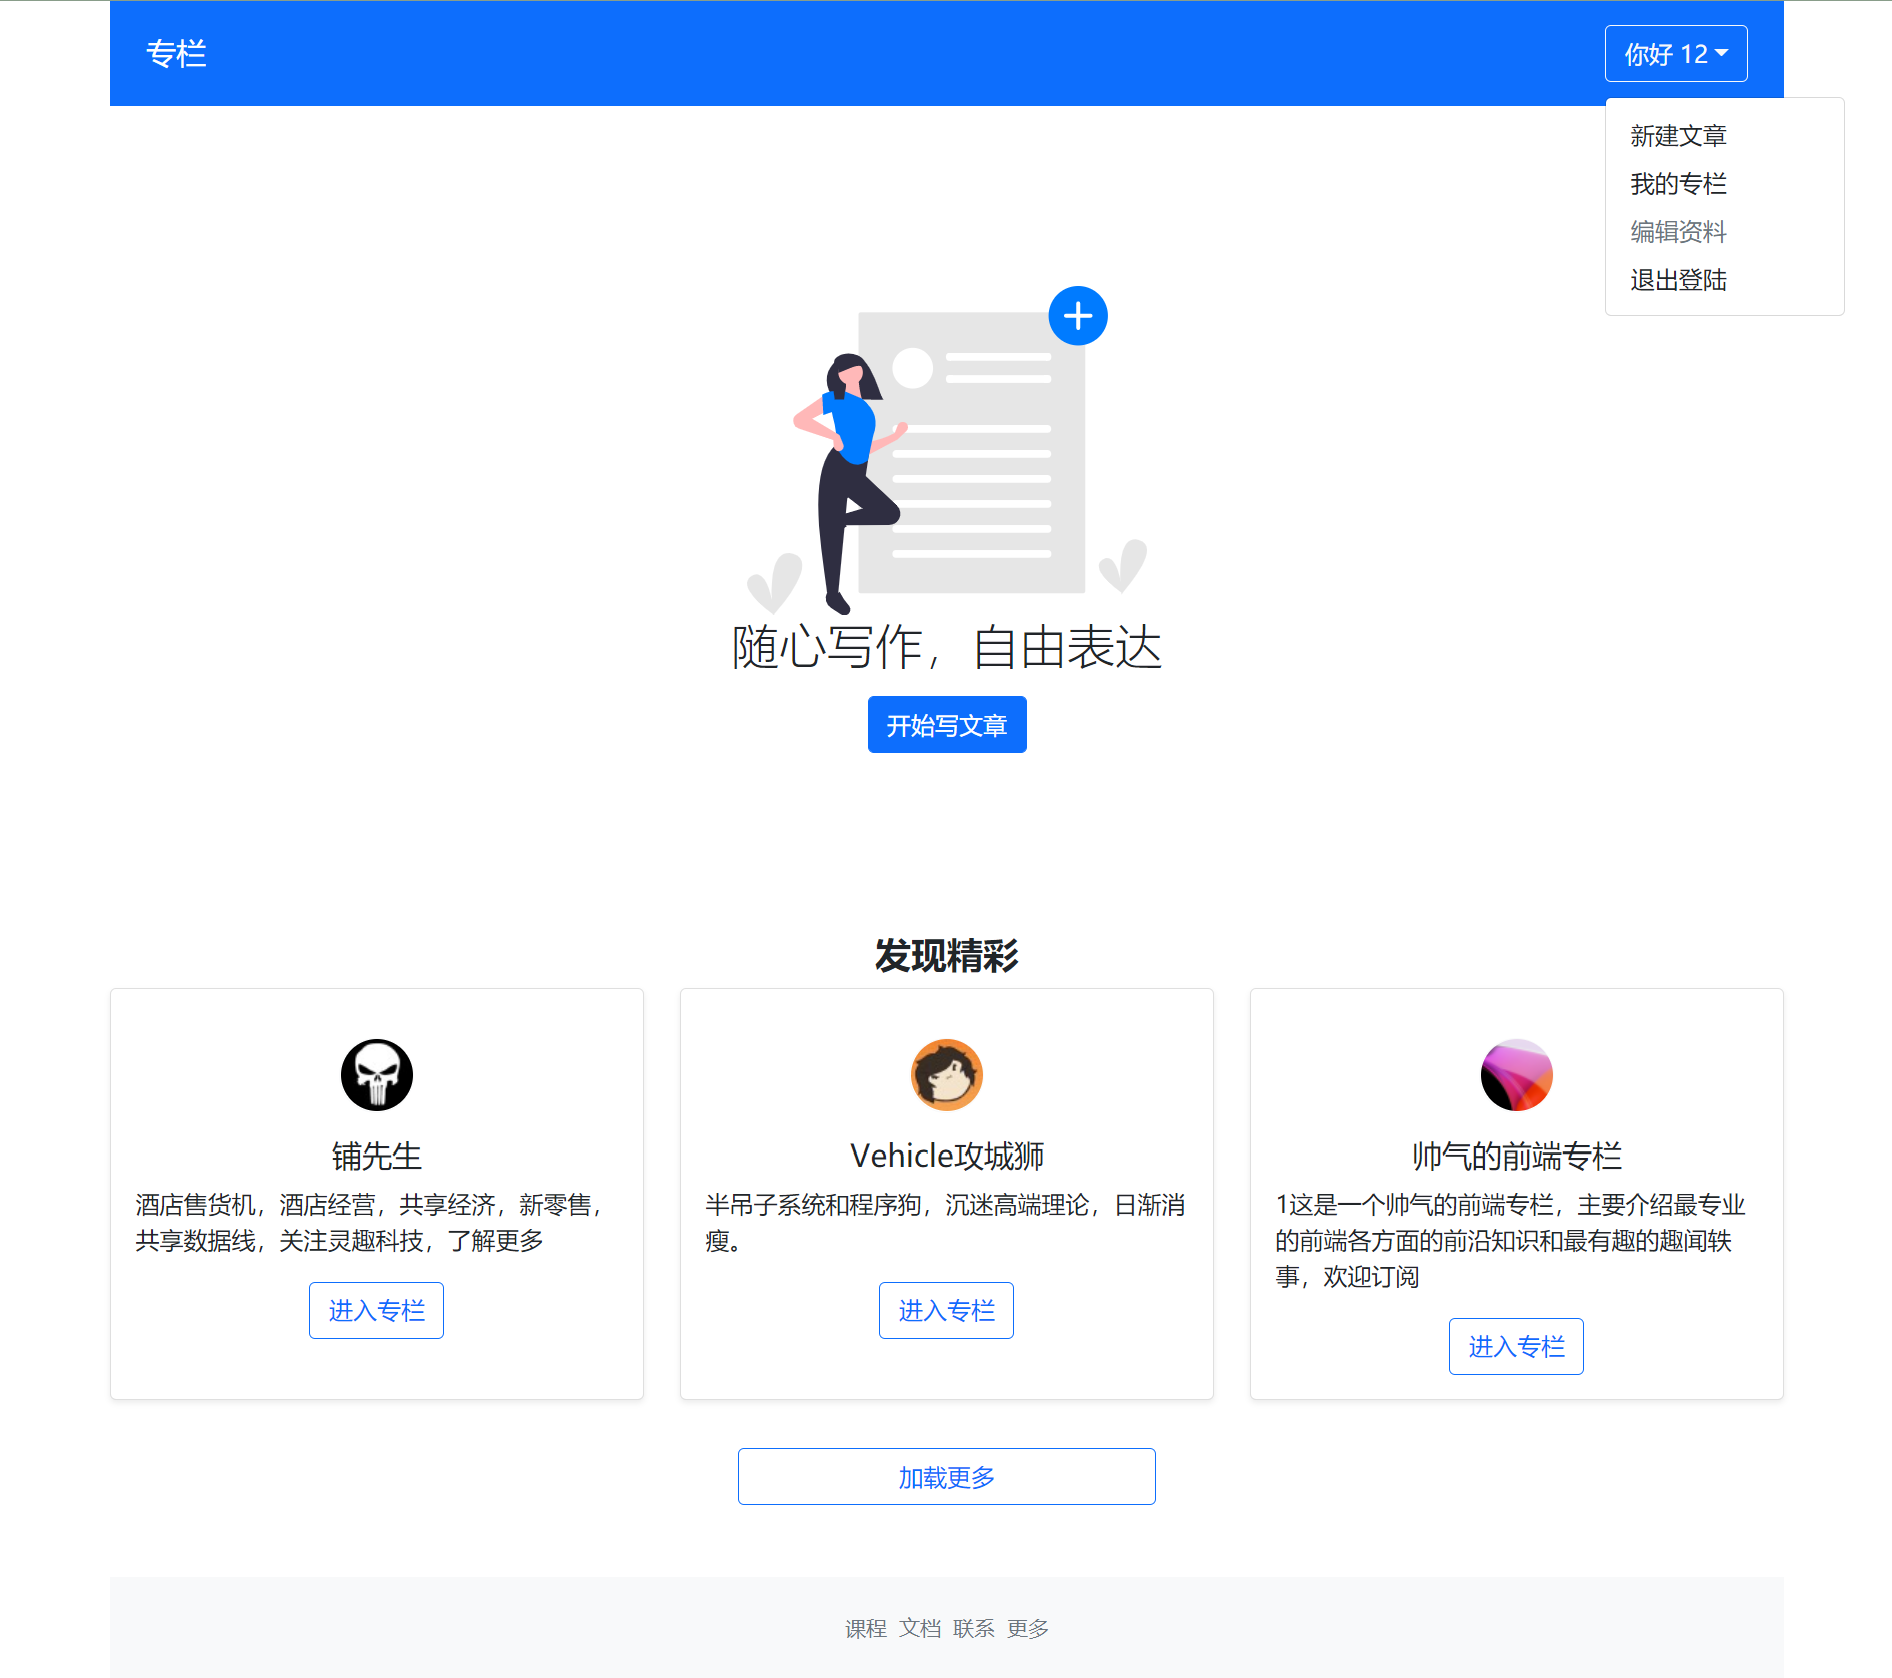 专栏
你好 12
新建文章
我的专栏
编辑资料
退出登陆
随心写作，自由表达
开始写文章
发现精彩
铺先生
酒店售货机，酒店经营，共享经济，新零售，
共享数据线，关注灵趣科技，了解更多
进入专栏
Vehicle攻城狮
半吊子系统和程序狗，沉迷高端理论，日渐消
瘦。
进入专栏
帅气的前端专栏
1这是一个帅气的前端专栏，主要介绍最专业
的前端各方面的前沿知识和最有趣的趣闻轶
事，欢迎订阅
进入专栏
加载更多
课程 文档 联系 更多